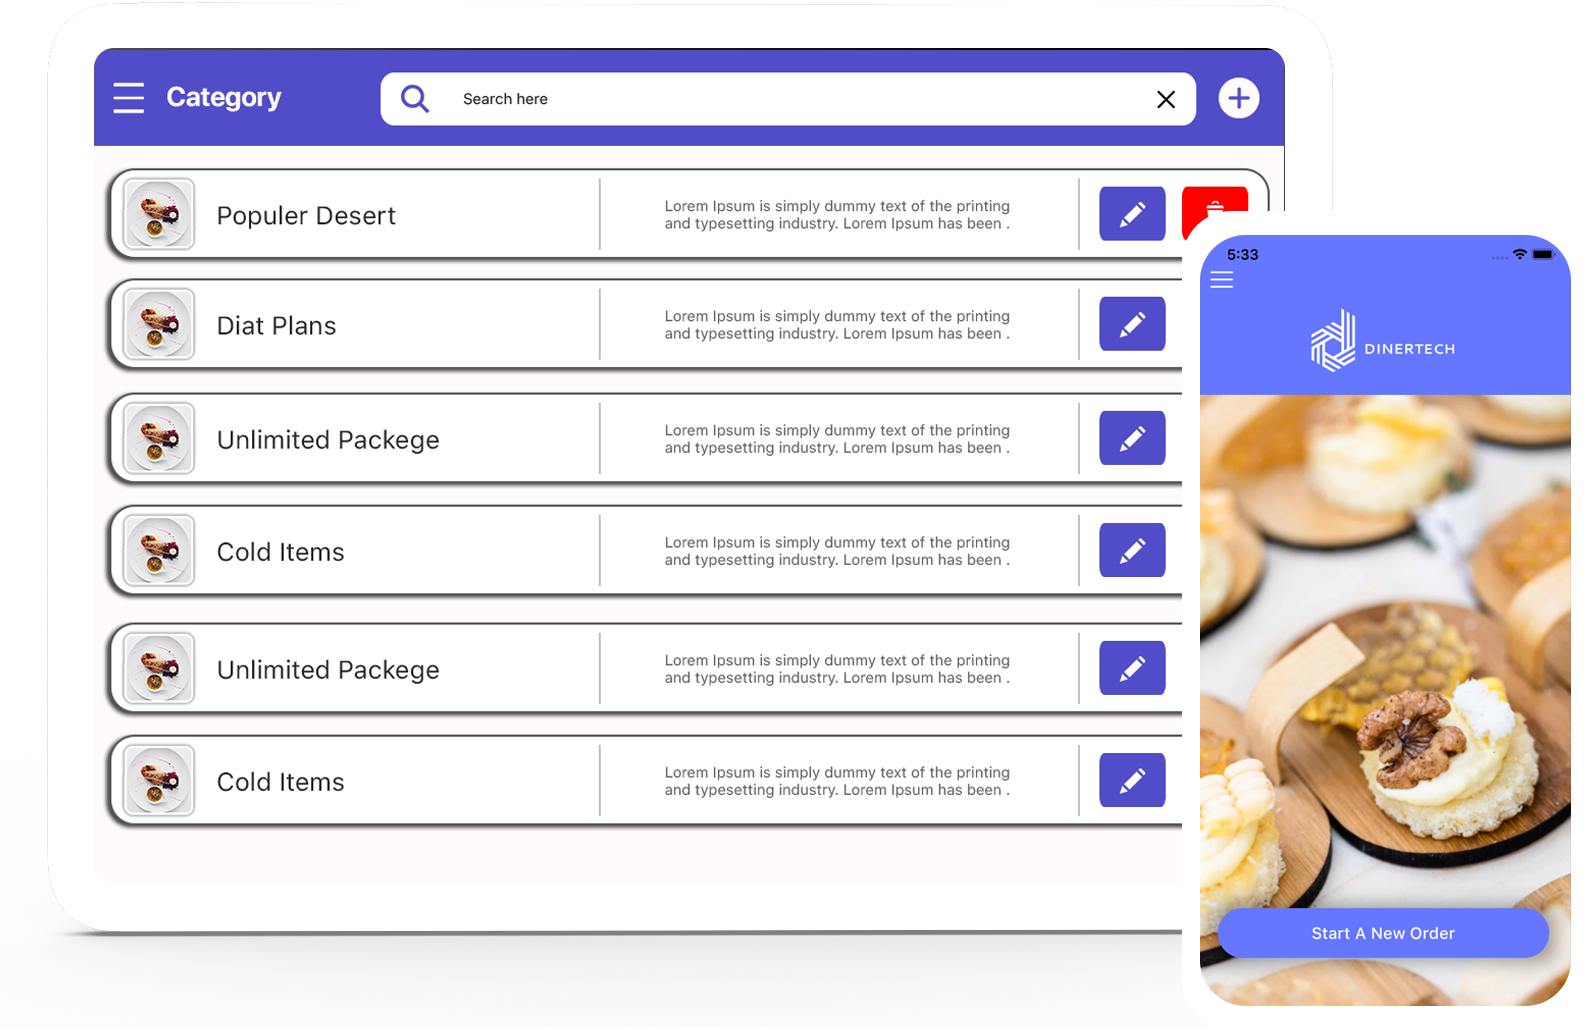 Category
Search here
Populer Desert
Lorem Ipsum is simply dummy text of the printing
and typesetting industry. Lorem Ipsum has been .
Diat Plans
Lorem Ipsum is simply dummy text of the printing
and typesetting industry. Lorem Ipsum has been .
Unlimited Packege
Lorem Ipsum is simply dummy text of the printing
and typesetting industry. Lorem Ipsum has been .
Cold Items
Lorem Ipsum is simply dummy text of the printing
and typesetting industry. Lorem Ipsum has been .
Unlimited Packege
Lorem Ipsum is simply dummy text of the printing
and typesetting industry. Lorem Ipsum has been .
Cold Items
Lorem Ipsum is simply dummy text of the printing
and typesetting industry. Lorem Ipsum has been .
5:33
DINERTECH
Start A New Order